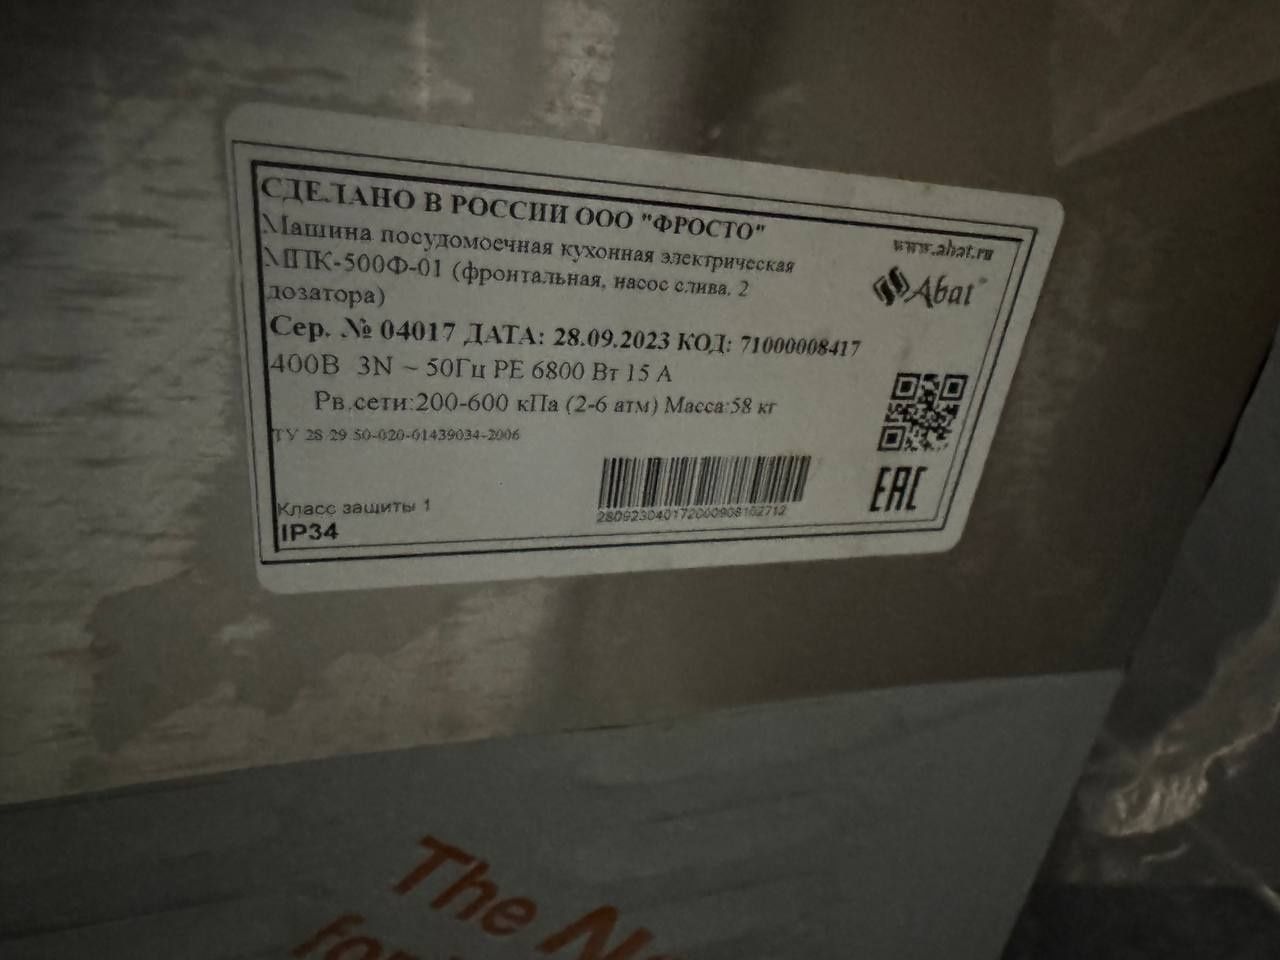 СДЕЛАНО В РОССИИ ООО "ФРОСТО"
Машина посудомоечная кухонная электрическая
МПК-500Ф-01 (фронтальная, насос слива, 2
дозатора)
www.abat.ru
Abat
Сер. № 04017 ДАТА: 28.09.2023 КОД: 71000008417
400В 3N ~ 50Гц PE 6800 Вт 15 А
Рв.сети:200-600 кПа (2-6 атм) Масса:58 кг
ТУ 28.29.50-020-01439034-2006
280923040172000908102712
EAC
Класс защиты 1
IP34
The
for